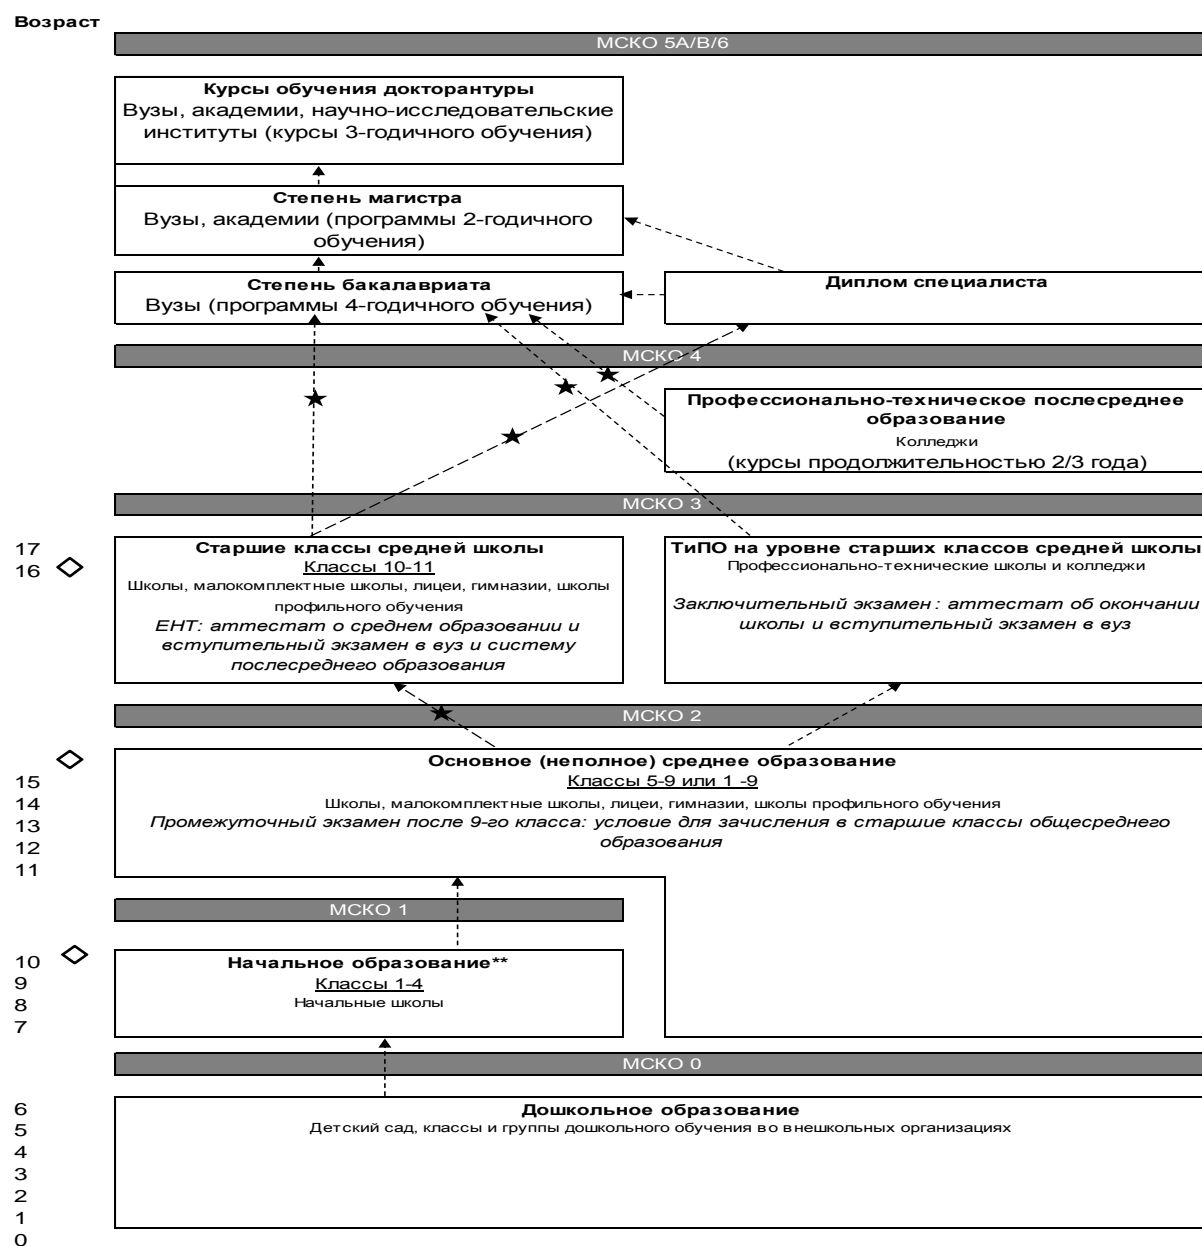 Возраст
МСКО 5A/B/6
Курсы обучения докторантуры
Вузы, академии, научно-исследовательские
институты (курсы 3-годичного обучения)
Степень магистра
Вузы, академии (программы 2-годичного
обучения)
Степень бакалавриата
Вузы (программы 4-годичного обучения)
Диплом специалиста
МСКО 4
Профессионально-техническое послесреднее
образование
Колледжи
(курсы продолжительностью 2/3 года)
МСКО 3
17
16
Старшие классы средней школы
Классы 10-11
Школы, малокомплектные школы, лицеи, гимназии, школы
профильного обучения
ЕНТ: аттестат о среднем образовании и
вступительный экзамен в вуз и систему
послесреднего образования
ТиПО на уровне старших классов средней школы
Профессионально-технические школы и колледжи
Заключительный экзамен : аттестат об окончании
школы и вступительный экзамен в вуз
МСКО 2
Основное (неполное) среднее образование
Классы 5-9 или 1 -9
Школы, малокомплектные школы, лицеи, гимназии, школы профильного обучения
Промежуточный экзамен после 9-го класса: условие для зачисления в старшие классы общесреднего
образования
15
14
13
12
11
МСКО 1
10
9
8
7
Начальное образование**
Классы 1-4
Начальные школы
МСКО 0
6
5
4
3
2
1
0
Дошкольное образование
Детский сад, классы и группы дошкольного обучения во внешкольных организациях